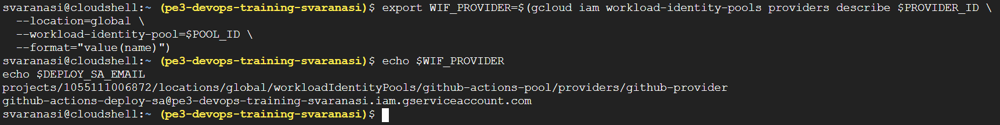 svaranasi@cloudshell:~ (pe3-devops-training-svaranasi)$ export WIF_PROVIDER=$(gcloud iam workload-identity-pools providers describe $PROVIDER_ID \
  --location=global \
  --workload-identity-pool=$POOL_ID \
  --format="value(name)")
svaranasi@cloudshell:~ (pe3-devops-training-svaranasi)$ echo $WIF_PROVIDER
echo $DEPLOY_SA_EMAIL
projects/1055111006872/locations/global/workloadIdentityPools/github-actions-pool/providers/github-provider
github-actions-deploy-sa@pe3-devops-training-svaranasi.iam.gserviceaccount.com
svaranasi@cloudshell:~ (pe3-devops-training-svaranasi)$